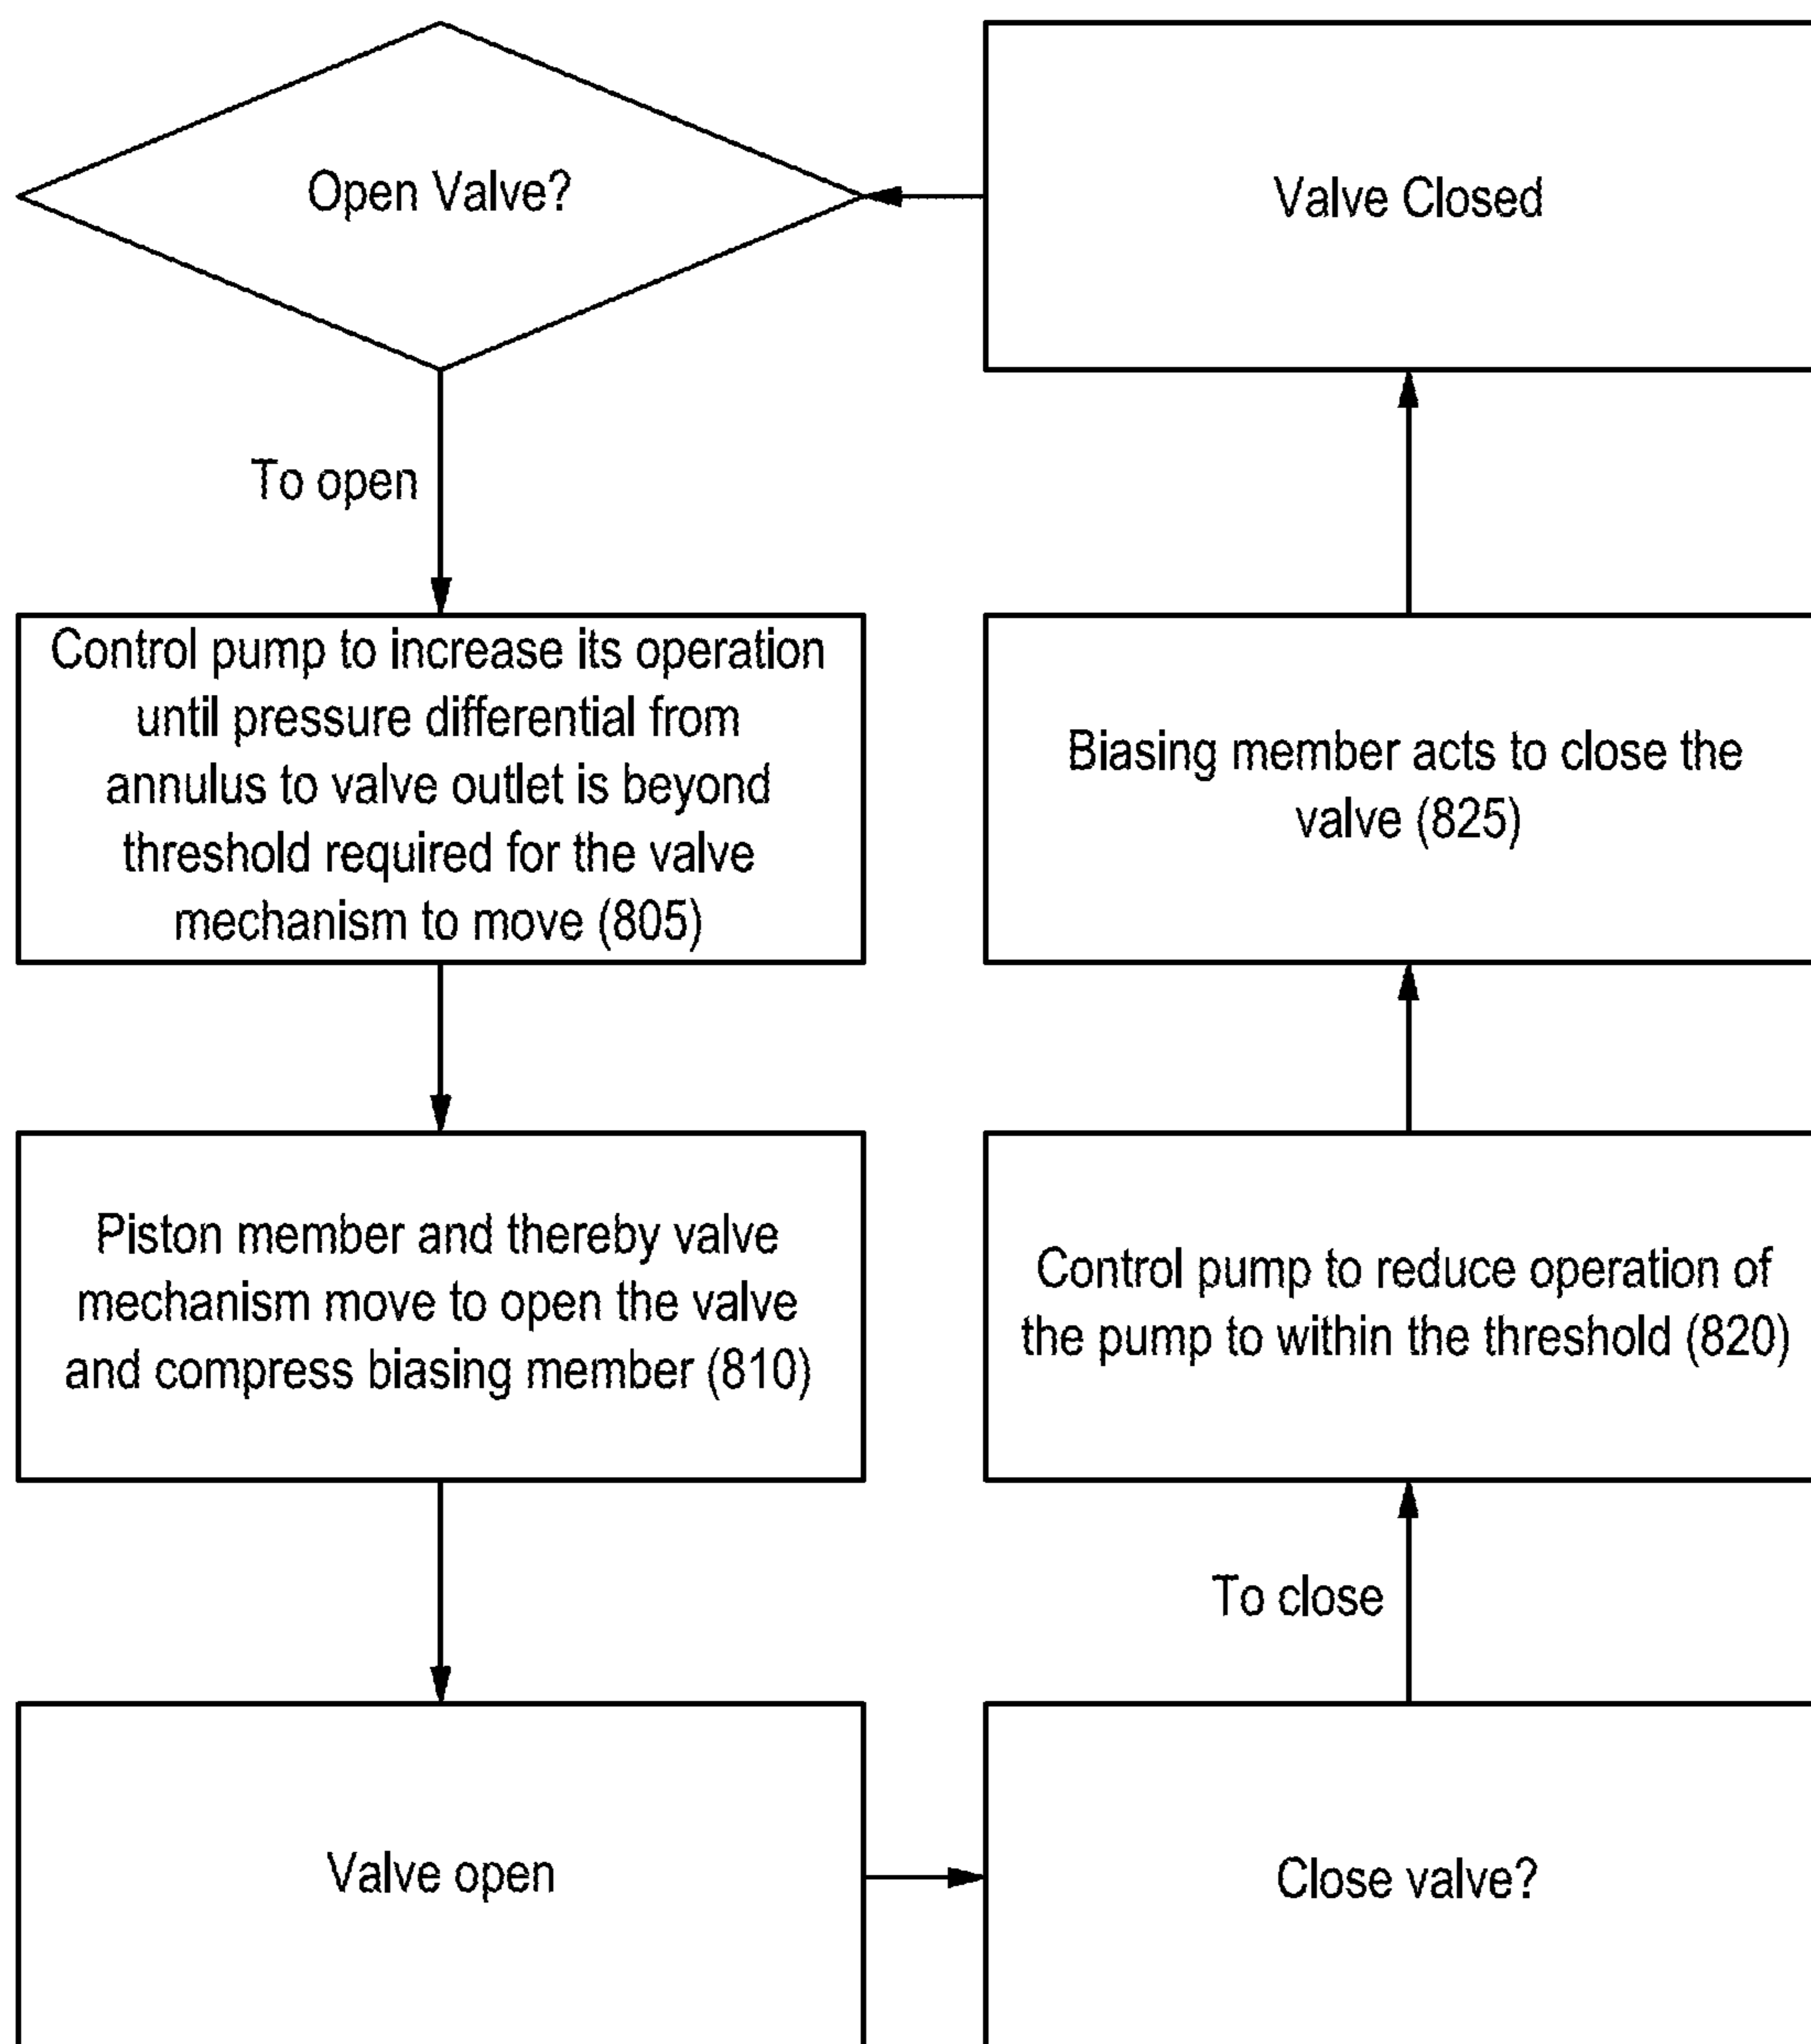 Open Valve?
Valve Closed
To open
Control pump to increase its operation
until pressure differential from
annulus to valve outlet is beyond
threshold required for the valve
mechanism to move (805)
Biasing member acts to close the
valve (825)
Piston member and thereby valve
mechanism move to open the valve
and compress biasing member (810)
Control pump to reduce operation of
the pump to within the threshold (820)
To close
Valve open
Close valve?